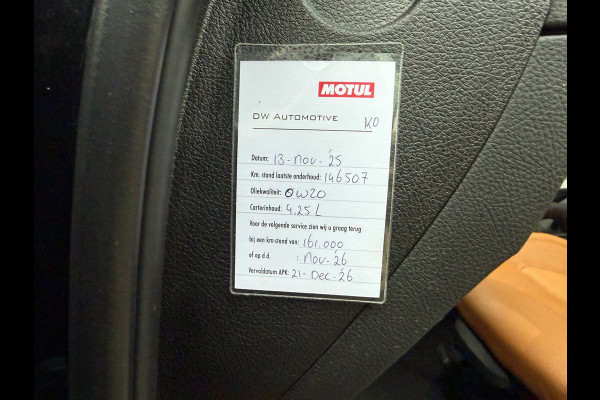 MOTUL
DW AUTOMOTIVE KO
Datum: 13-Nov-'25
Km. stand laatste onderhoud: 146507
Oliekwaliteit: 0W20
Carterinhoud: 4,25 L
Voor de volgende service zien wij u graag terug
bij een km-stand van: 161.000
of op d.d. : Nov-'26
Vervaldatum APK: 21-Dec-'26